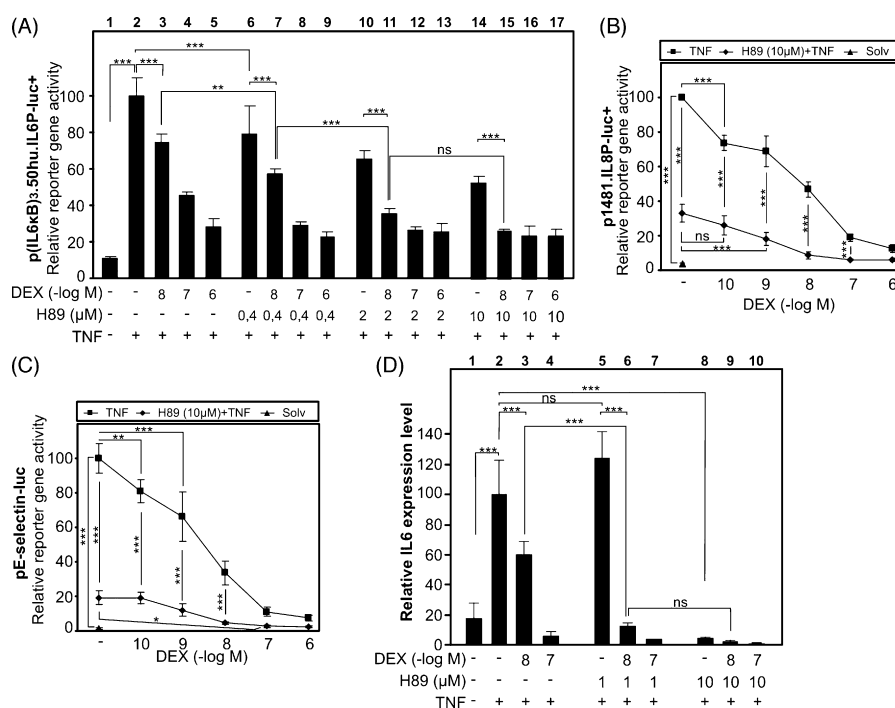 (A)
1 2 3 4 5 6 7 8 9 10 11 12 13 14 15 16 17
p(IL6κB)3.50hu.IL6P-luc+
Relative reporter gene activity
100
80
60
40
20
0
*** *** *** ** *** *** *** ns ***
DEX (-log M) - - 8 7 6 - 8 7 6 - 8 7 6 - 8 7 6
H89 (µM) - - - - - 0,4 0,4 0,4 0,4 2 2 2 2 10 10 10 10
TNF - + + + + + + + + + + + + + + + +
(B)
TNF H89 (10µM)+TNF Solv
p1481.IL8P-luc+
Relative reporter gene activity
100
80
60
40
20
0
***
*** *** *** *** *** ***
ns
***
- 10 9 8 7 6
DEX (-log M)
(C)
TNF H89 (10µM)+TNF Solv
pE-selectin-luc
Relative reporter gene activity
100
80
60
40
20
0
***
**
*** *** *** *** ***
*
- 10 9 8 7 6
DEX (-log M)
(D)
1 2 3 4 5 6 7 8 9 10
Relative IL6 expression level
140
120
100
80
60
40
20
0
***
ns
*** ***
***
***
ns
DEX (-log M) - - 8 7 - 8 7 - 8 7
H89 (µM) - - - - 1 1 1 10 10 10
TNF - + + + + + + + + +